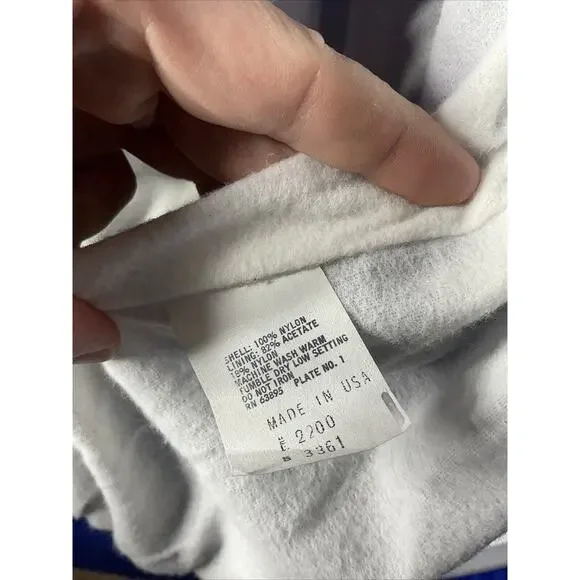 SHELL: 100% NYLON
LINING: 82% ACETATE
18% NYLON
MACHINE WASH WARM
TUMBLE DRY LOW SETTING
DO NOT IRON
RN 63895 PLATE NO. 1
MADE IN USA
2200
3361